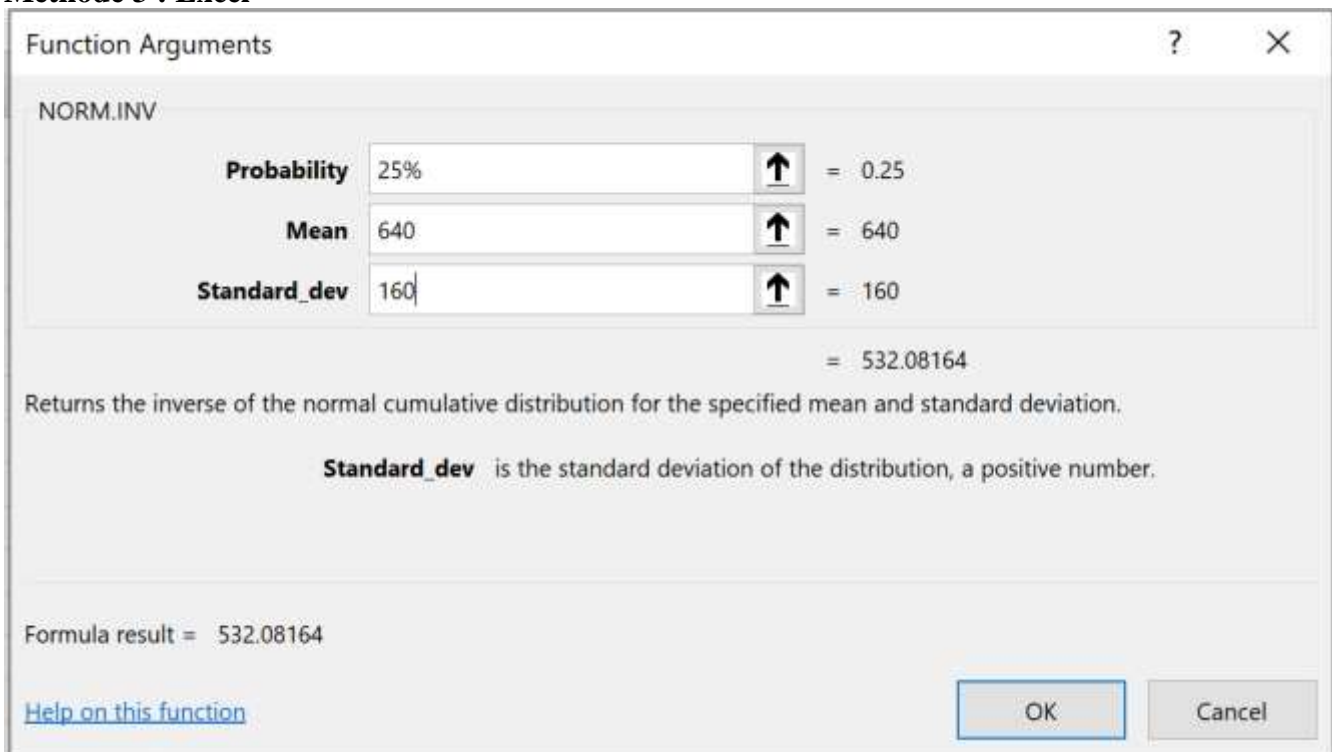 Function Arguments ? ×
NORM.INV
Probability 25% = 0.25
Mean 640 = 640
Standard_dev 160 = 160
= 532.08164
Returns the inverse of the normal cumulative distribution for the specified mean and standard deviation.
Standard_dev is the standard deviation of the distribution, a positive number.
Formula result = 532.08164
Help on this function OK Cancel